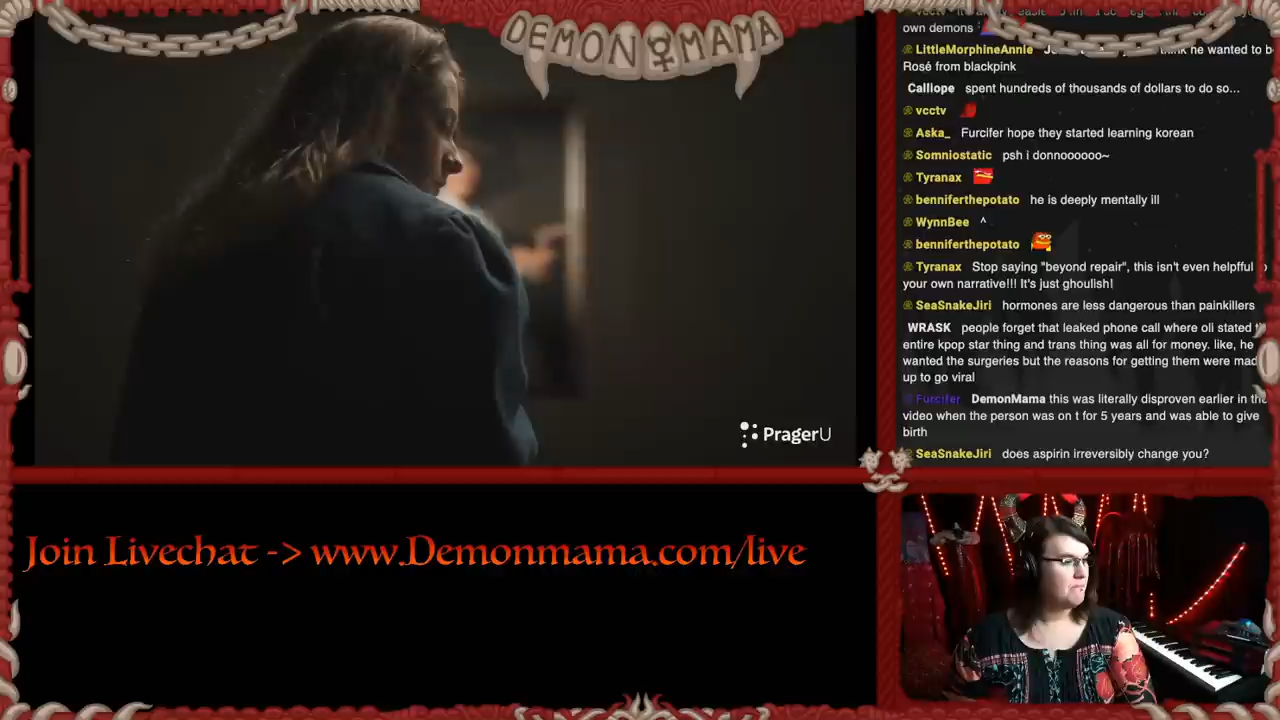 DEMON MAMA
own demons
LittleMorphineAnnie he wanted to b
Rosé from blackpink
Calliope spent hundreds of thousands of dollars to do so...
vcctv
Aska_ Furcifer hope they started learning korean
Somniostatic psh i donnoooooo~
Tyranax
benniferthepotato he is deeply mentally ill
WynnBee ^
benniferthepotato
Tyranax Stop saying "beyond repair", this isn't even helpfful
your own narrative!!! It's just ghoulish!
SeaSnakeJiri hormones are less dangerous than painkillers
WRASK people forget that leaked phone call where oli stated
entire kpop star thing and trans thing was all for money. like, he
wanted the surgeries but the reasons for getting them were mad
up to go viral
Furcifer DemonMama this was literally disproven earlier in th
video when the person was on t for 5 years and was able to give
birth
SeaSnakeJiri does aspirin irreversibly change you?
PragerU
Join Livechat -> www.Demonmama.com/live